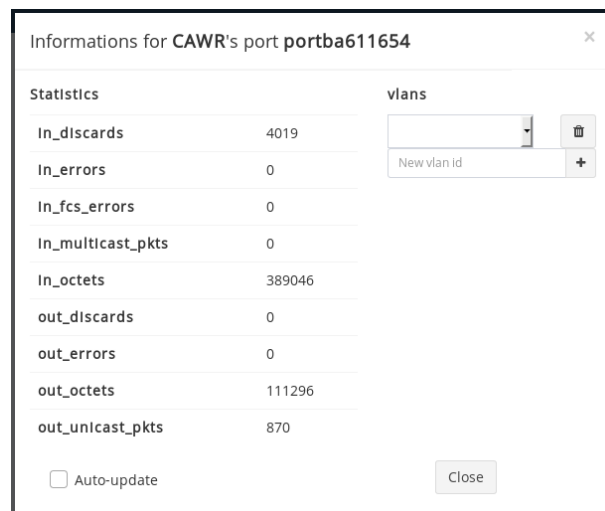 Informations for CAWR's port portba611654 ×
Statistics
in_discards 4019
in_errors 0
in_fcs_errors 0
in_multicast_pkts 0
in_octets 389046
out_discards 0
out_errors 0
out_octets 111296
out_unicast_pkts 870
vlans
New vlan id +
Auto-update
Close